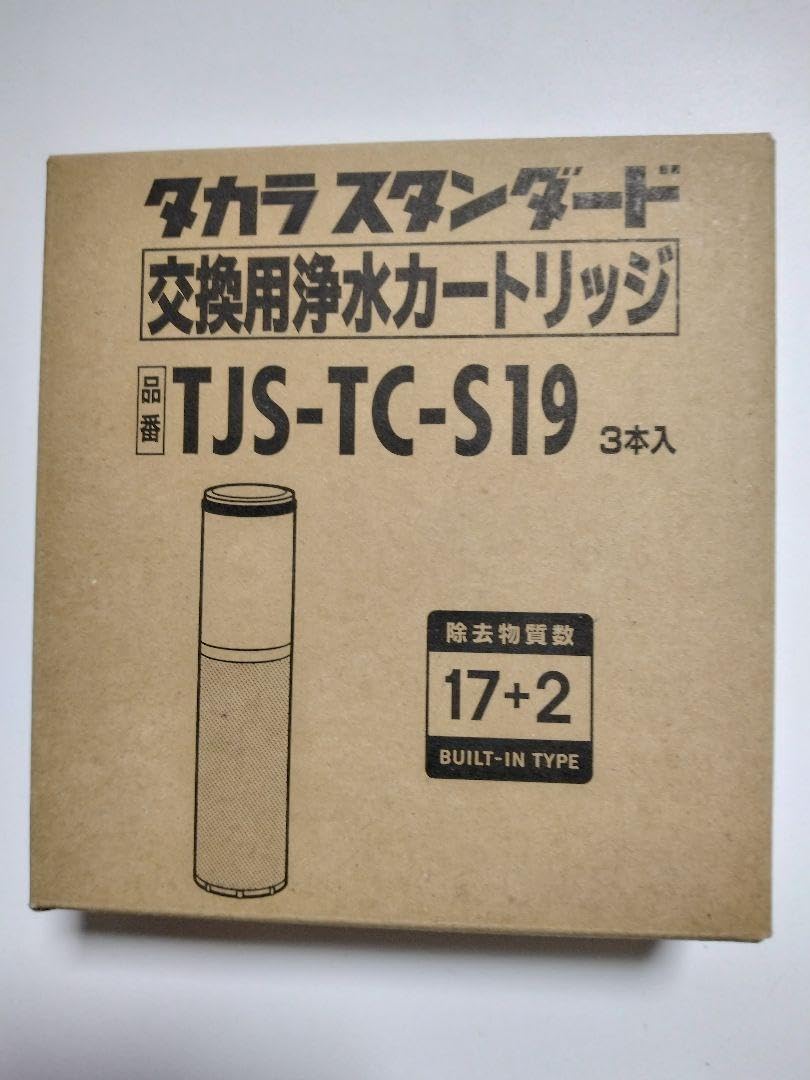 タカラスタンダード
交換用浄水カートリッジ
品番 TJS-TC-S19 3本入
除去物質数
17+2
BUILT-IN TYPE